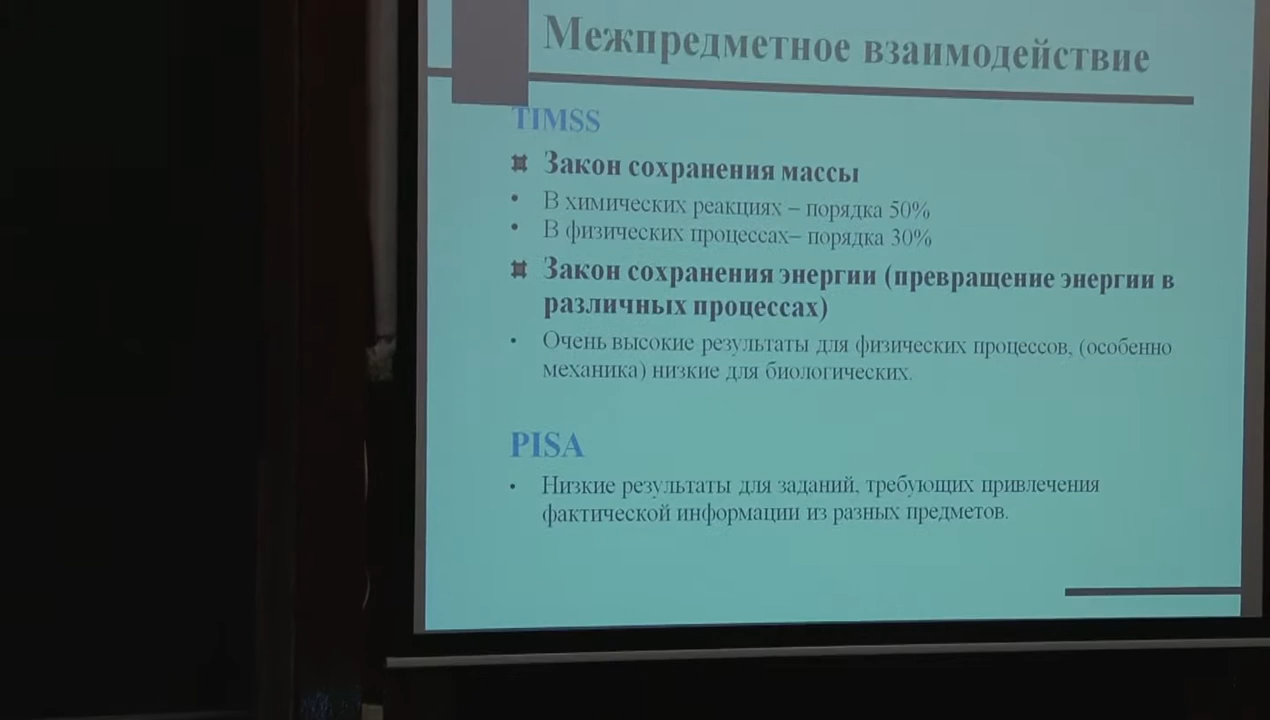 Межпредметное взаимодействие
TIMSS
Закон сохранения массы
• В химических реакциях – порядка 50%
• В физических процессах– порядка 30%
Закон сохранения энергии (превращение энергии в
различных процессах)
• Очень высокие результаты для физических процессов, (особенно
механика) низкие для биологических.
PISA
• Низкие результаты для заданий, требующих привлечения
фактической информации из разных предметов.